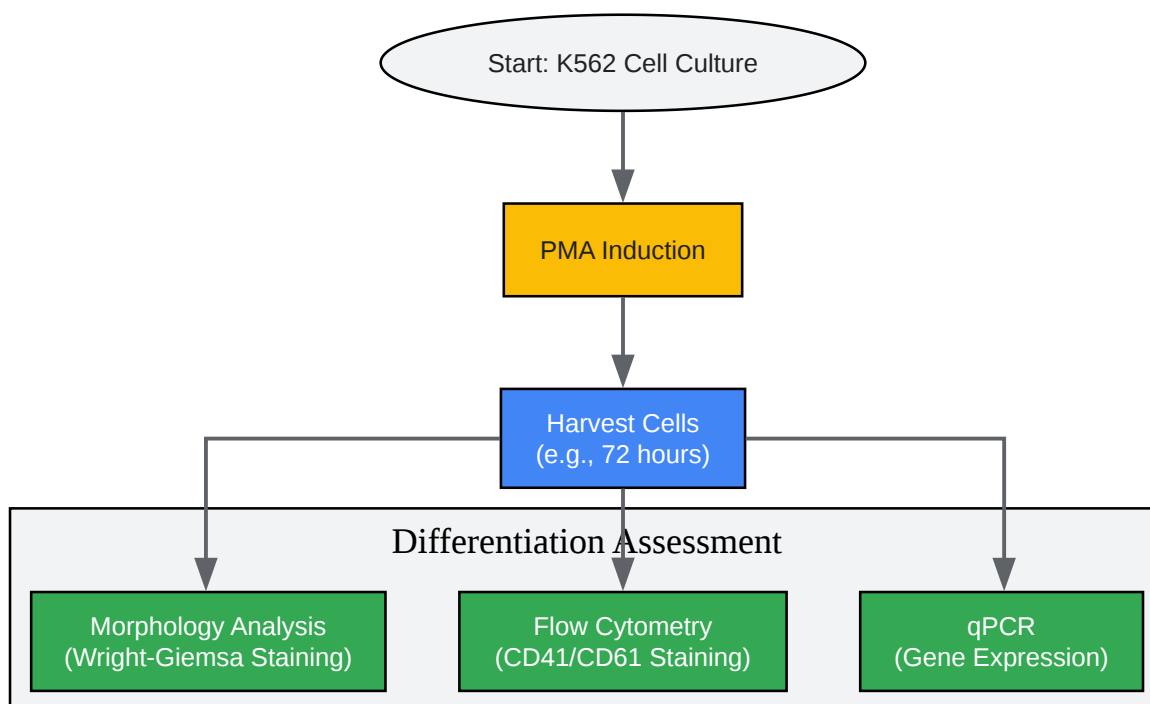 Start: K562 Cell Culture
PMA Induction
Harvest Cells
(e.g., 72 hours)
Differentiation Assessment
Morphology Analysis
(Wright-Giemsa Staining)
Flow Cytometry
(CD41/CD61 Staining)
qPCR
(Gene Expression)